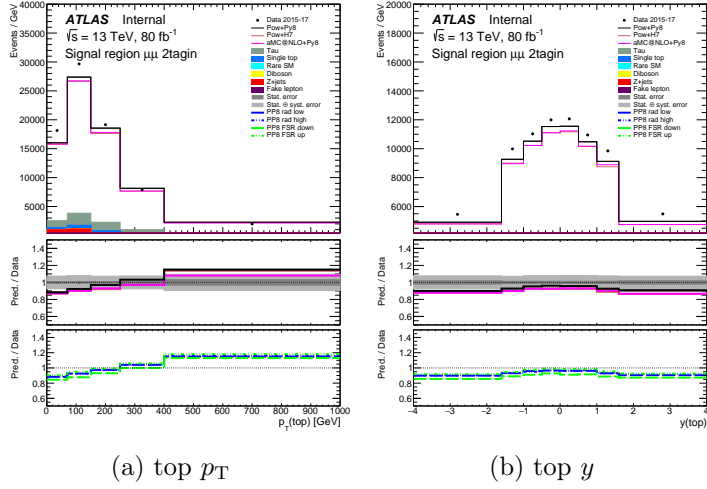 Events / GeV
40000
35000
30000
25000
20000
15000
10000
5000
ATLAS Internal
√s = 13 TeV, 80 fb⁻¹
Signal region μμ 2tagin
Data 2015-17
Pow+Py8
Pow+H7
aMC@NLO+Py8
Tau
Single top
Rare SM
Diboson
Z+jets
Fake lepton
Stat. error
Stat. ⊕ syst. error
PP8 rad low
PP8 rad high
PP8 FSR down
PP8 FSR up
Pred. / Data
1.4
1.2
1
0.8
0.6
Pred. / Data
1.4
1.2
1
0.8
0.6
0 100 200 300 400 500 600 700 800 900 1000
p_T(top) [GeV]
(a) top p_T
Events / GeV
20000
18000
16000
14000
12000
10000
8000
6000
ATLAS Internal
√s = 13 TeV, 80 fb⁻¹
Signal region μμ 2tagin
Data 2015-17
Pow+Py8
Pow+H7
aMC@NLO+Py8
Tau
Single top
Rare SM
Diboson
Z+jets
Fake lepton
Stat. error
Stat. ⊕ syst. error
PP8 rad low
PP8 rad high
PP8 FSR down
PP8 FSR up
Pred. / Data
1.4
1.2
1
0.8
0.6
Pred. / Data
1.4
1.2
1
0.8
0.6
−4 −3 −2 −1 0 1 2 3 4
y(top)
(b) top y